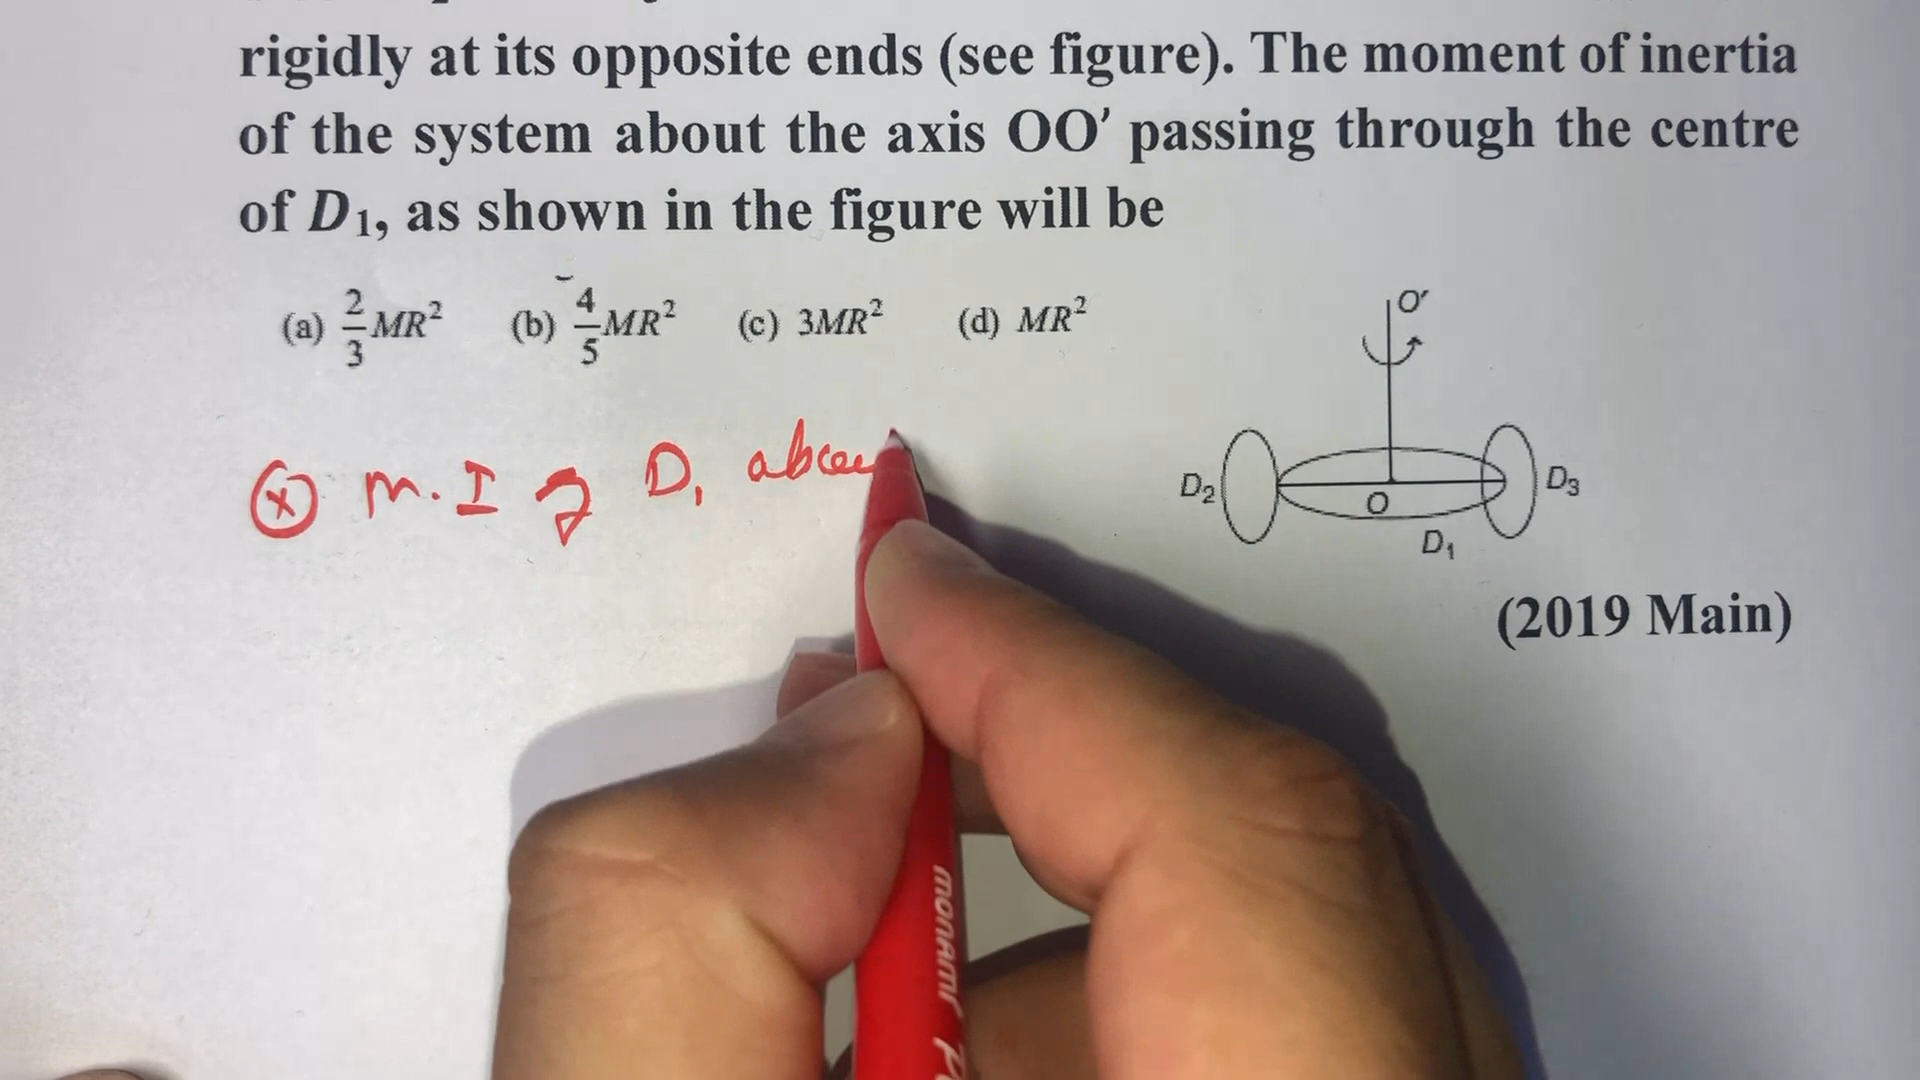 rigidly at its opposite ends (see figure). The moment of inertia
of the system about the axis OO′ passing through the centre
of D1, as shown in the figure will be
(a) 2/3 MR² (b) 4/5 MR² (c) 3MR² (d) MR²
O′
M. I of D1
D2 O D3
D1
(2019 Main)
monami